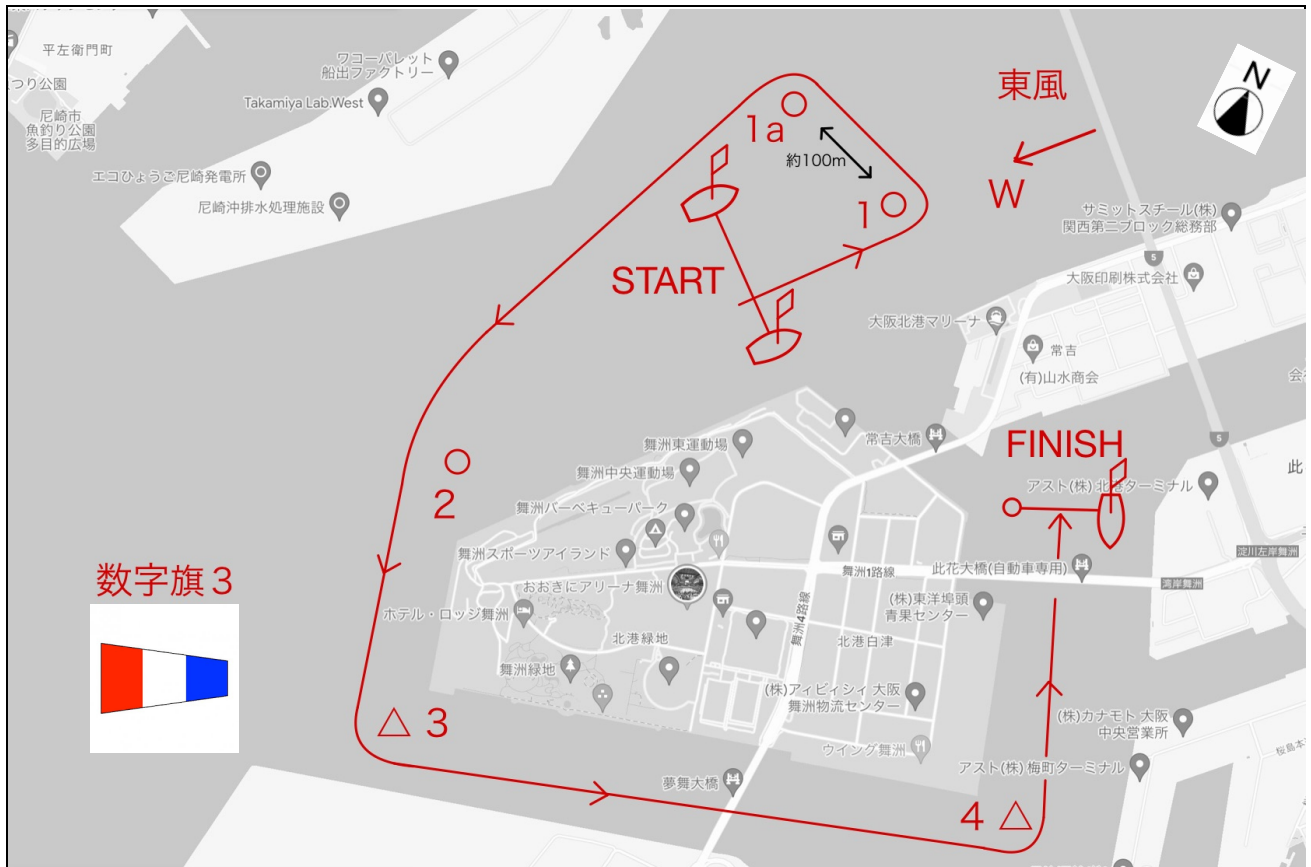 平左衛門町
つり公園
尼崎市
魚釣り公園
多目的広場
ワコーパレット
船出ファクトリー
Takamiya Lab.West
エコひょうご尼崎発電所
尼崎沖排水処理施設
1a
約100m
1
東風
W
N
START
サミットスチール(株)
関西第二ブロック総務部
5
大阪印刷株式会社
大阪北港マリーナ
常吉
(有)山水商会
常吉大橋
5
FINISH
アスト(株)北港ターミナル
此
淀川左岸舞洲
湾岸舞洲
此花大橋(自動車専用)
舞洲東運動場
舞洲中央運動場
舞洲バーベキューパーク
舞洲スポーツアイランド
おおきにアリーナ舞洲
舞洲1路線
舞洲4路線
(株)東洋埠頭
青果センター
ホテル・ロッジ舞洲
北港緑地
北港白津
舞洲緑地
(株)アイビィシィ 大阪
舞洲物流センター
ウイング舞洲
夢舞大橋
(株)カナモト 大阪
中央営業所
桜島本
アスト(株)梅町ターミナル
2
数字旗3
3
4